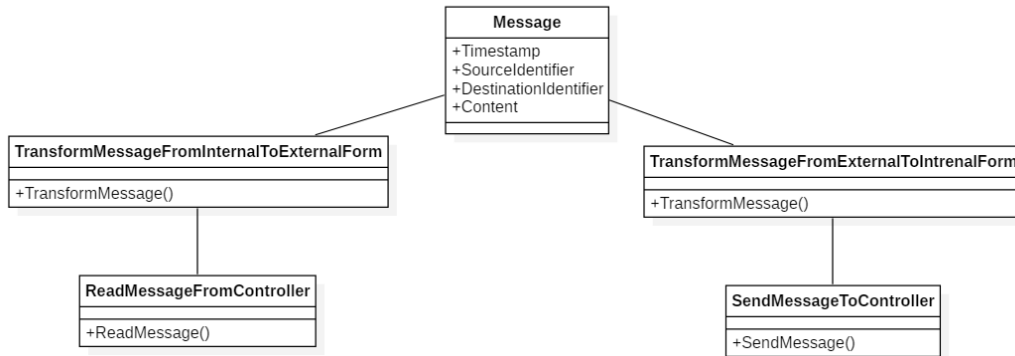 Message
+Timestamp
+SourceIdentifier
+DestinationIdentifier
+Content
TransformMessageFromInternalToExternalForm
+TransformMessage()
TransformMessageFromExternalToIntrenalForm
+TransformMessage()
ReadMessageFromController
+ReadMessage()
SendMessageToController
+SendMessage()